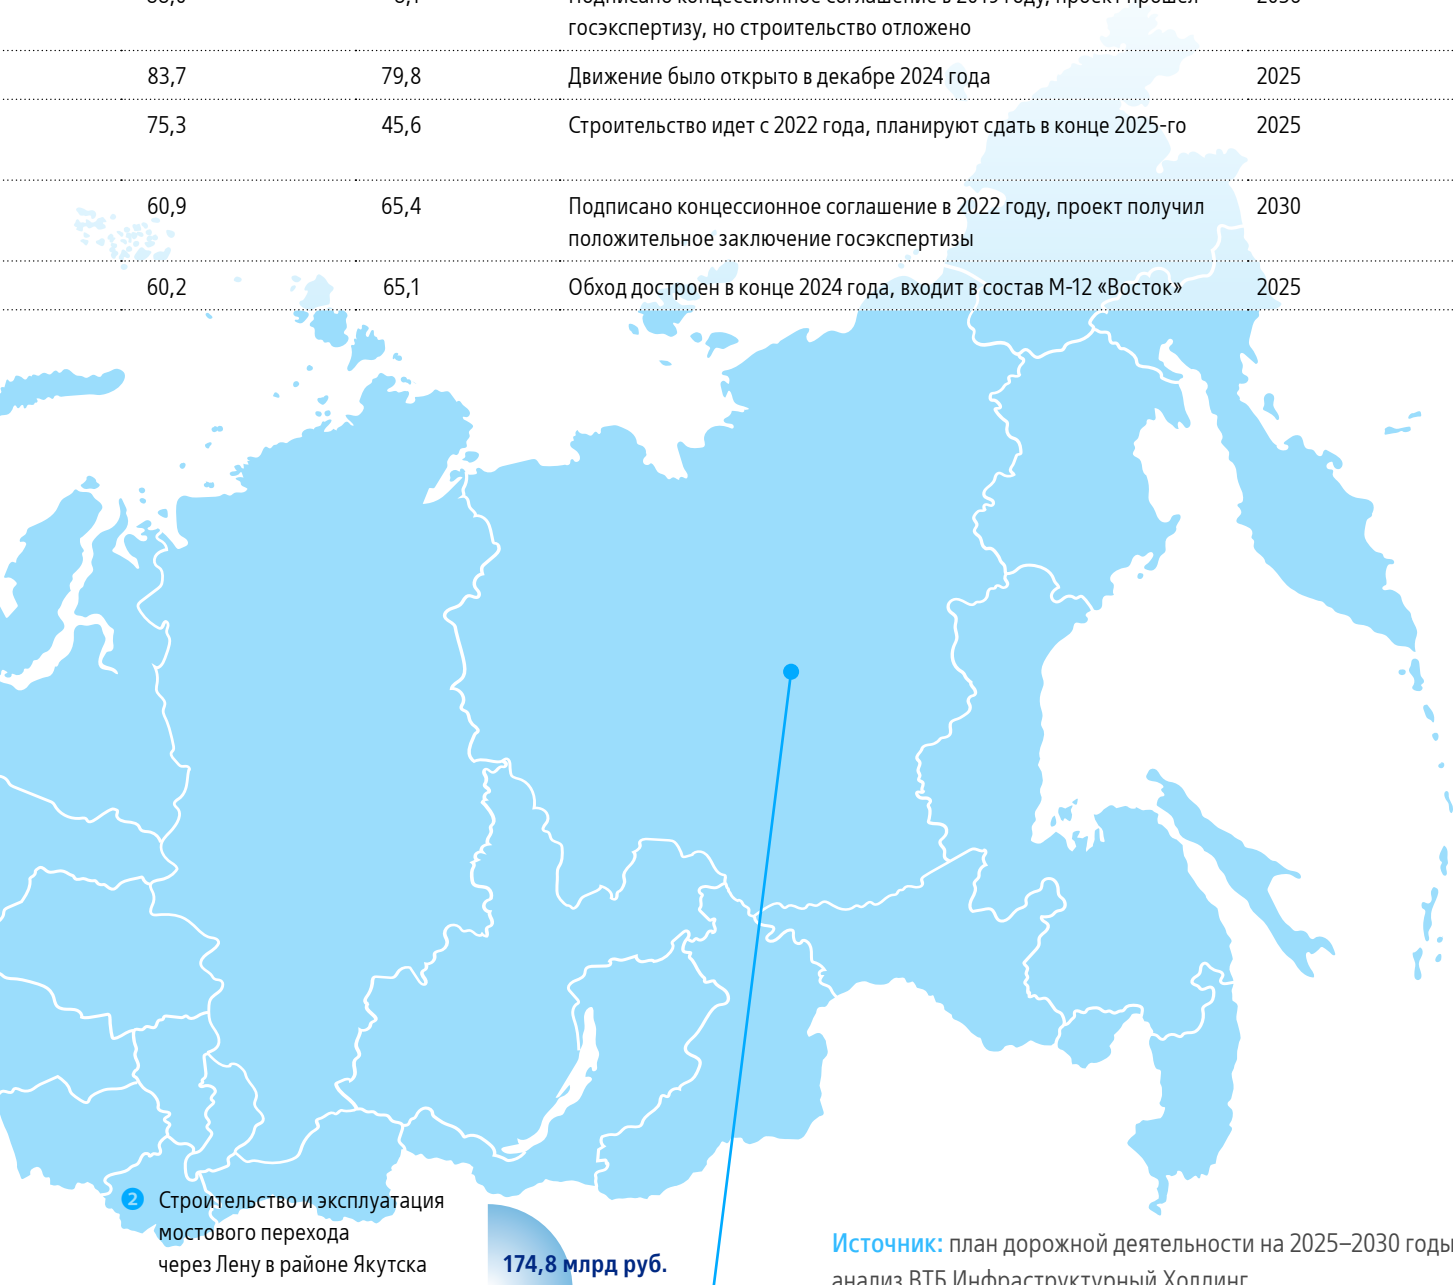 госэкспертизу, но строительство отложено
83,7 79,8 Движение было открыто в декабре 2024 года 2025
75,3 45,6 Строительство идет с 2022 года, планируют сдать в конце 2025-го 2025
60,9 65,4 Подписано концессионное соглашение в 2022 году, проект получил 2030
положительное заключение госэкспертизы
60,2 65,1 Обход достроен в конце 2024 года, входит в состав М-12 «Восток» 2025
2 Строительство и эксплуатация
мостового перехода
через Лену в районе Якутска
174,8 млрд руб.
Источник: план дорожной деятельности на 2025–2030 годы
анализ ВТБ Инфраструктурный Холдинг